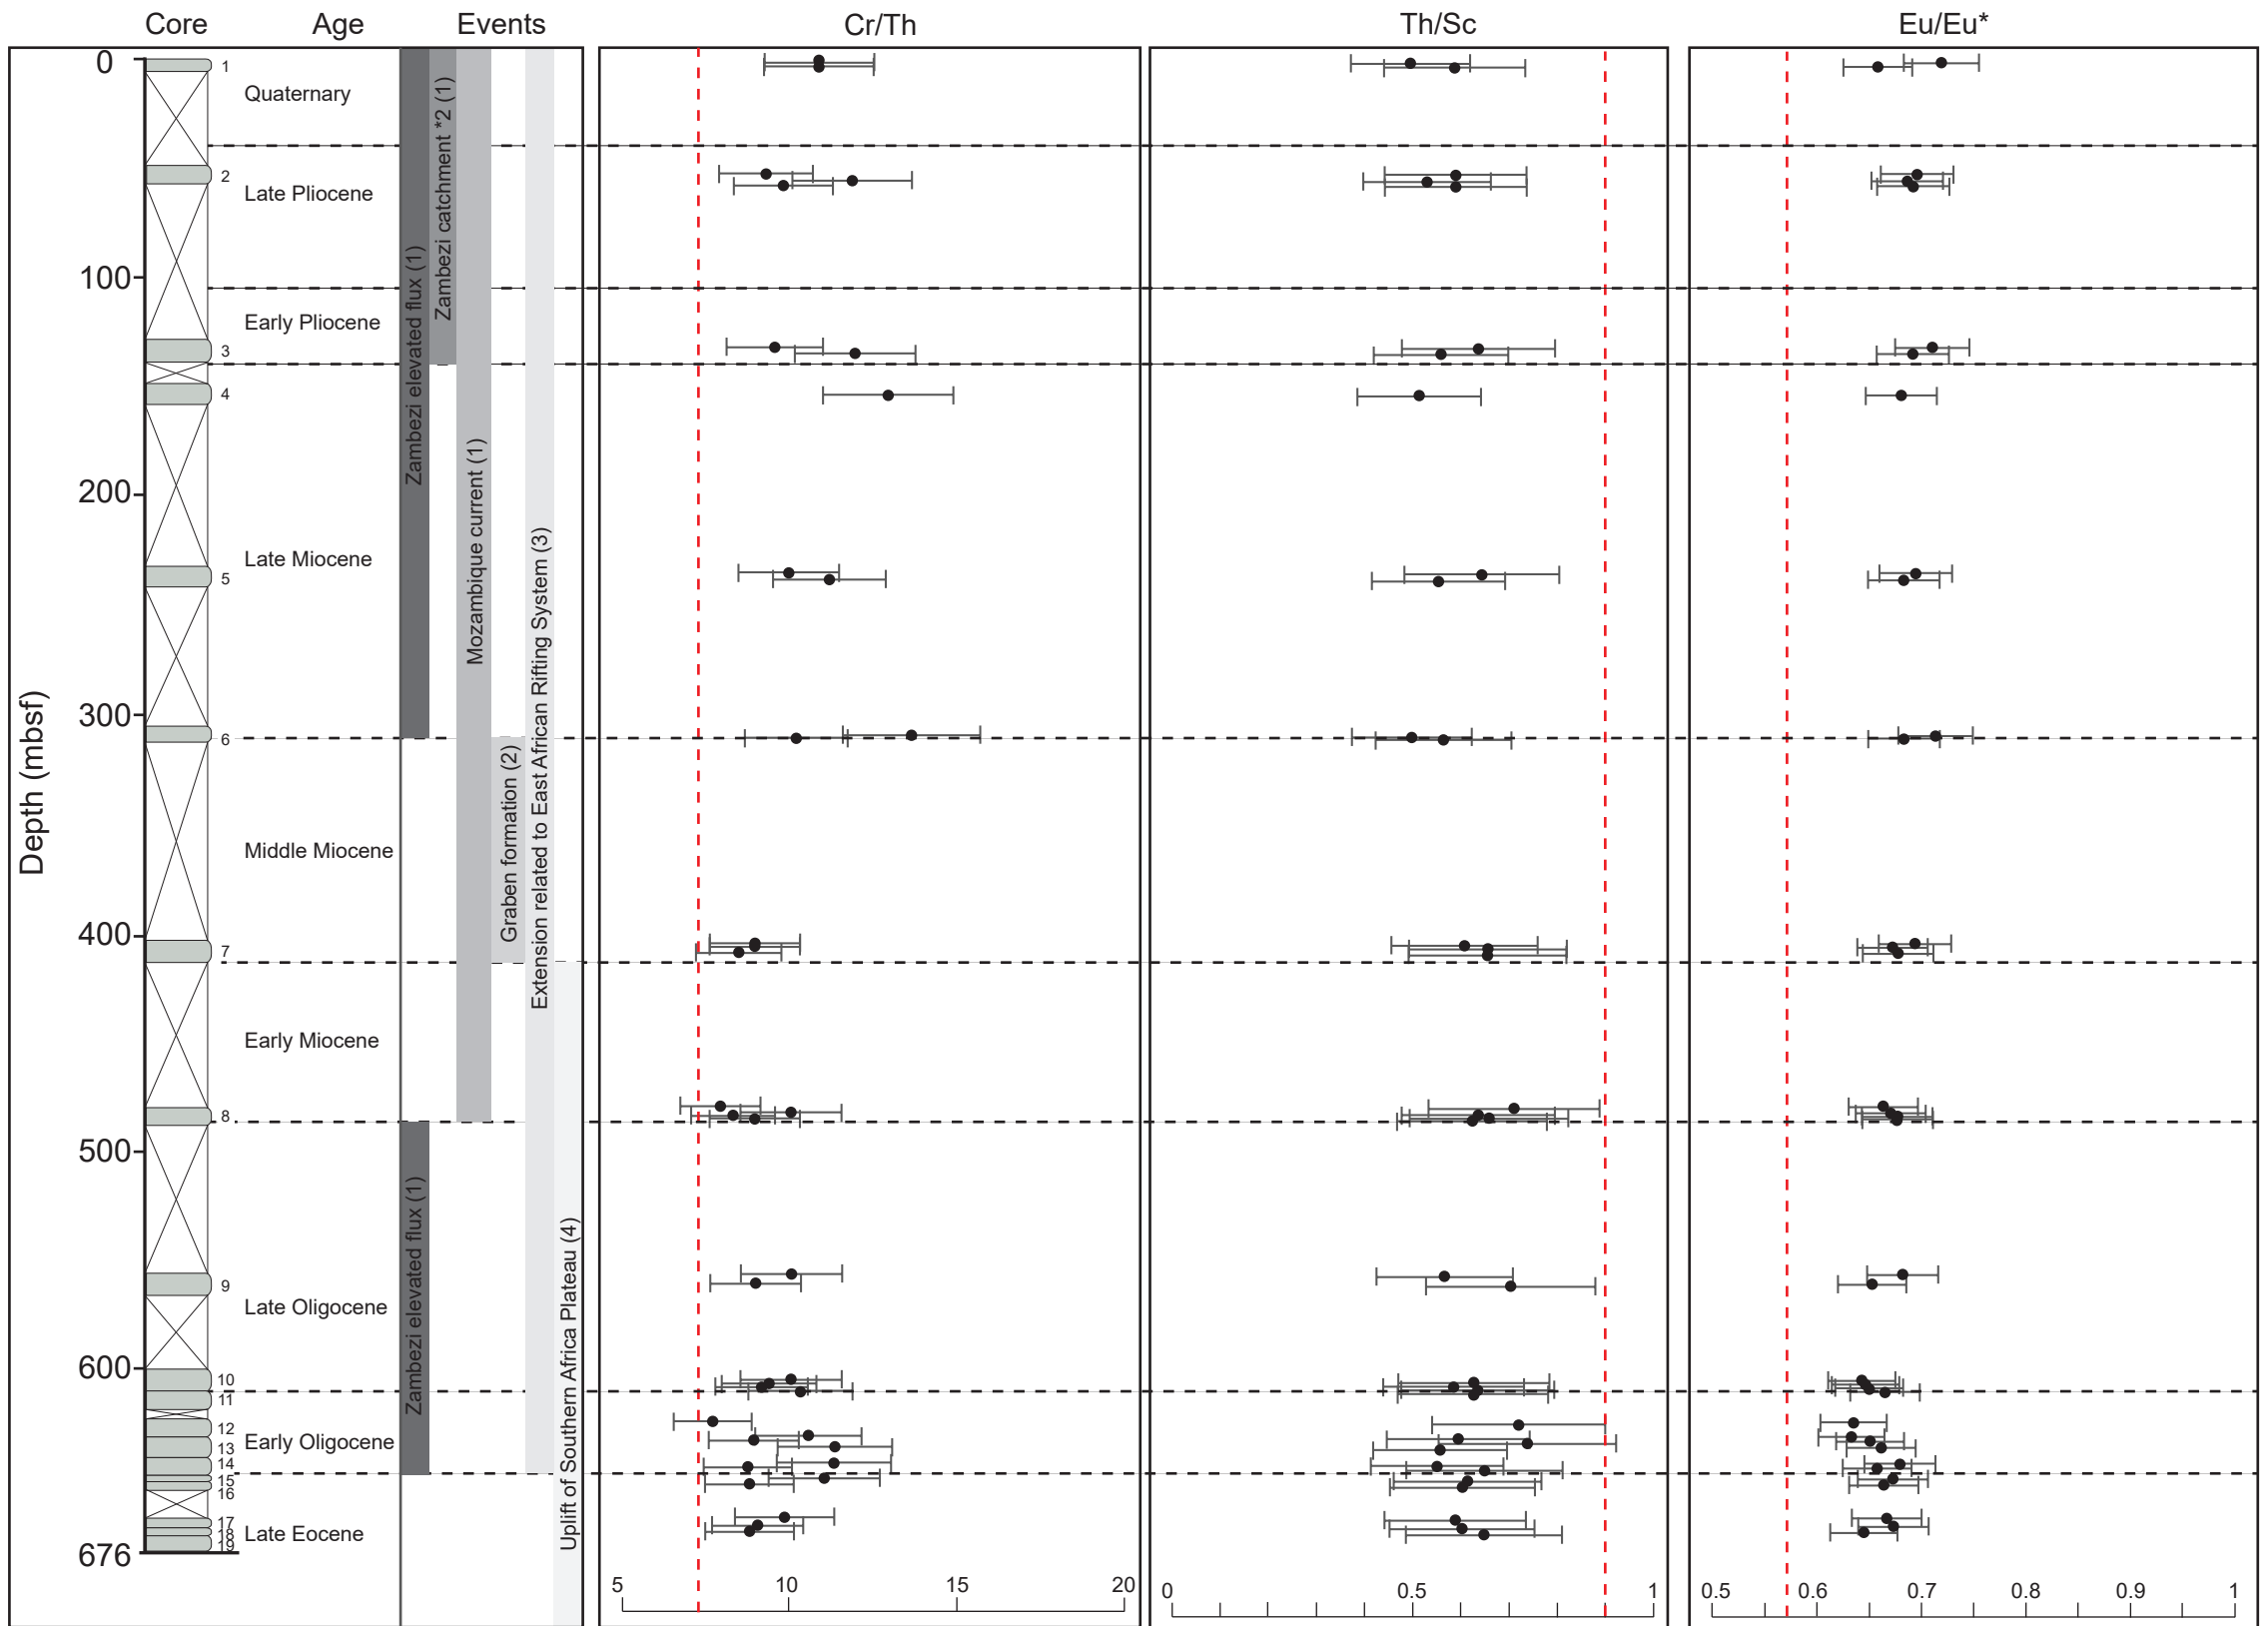 Core Age Events Cr/Th Th/Sc Eu/Eu*
Depth (mbsf)
0
100
200
300
400
500
600
676
1
2
3
4
5
6
7
8
9
10
11
12
13
14
15
16
17
18
19
Quaternary
Late Pliocene
Early Pliocene
Late Miocene
Middle Miocene
Early Miocene
Late Oligocene
Early Oligocene
Late Eocene
Zambezi elevated flux (1)
Zambezi elevated flux (1)
Zambezi catchment *2 (1)
Mozambique current (1)
Graben formation (2)
Extension related to East African Rifting System (3)
Uplift of Southern Africa Plateau (4)
5 10 15 20
0 0.5 1
0.5 0.6 0.7 0.8 0.9 1